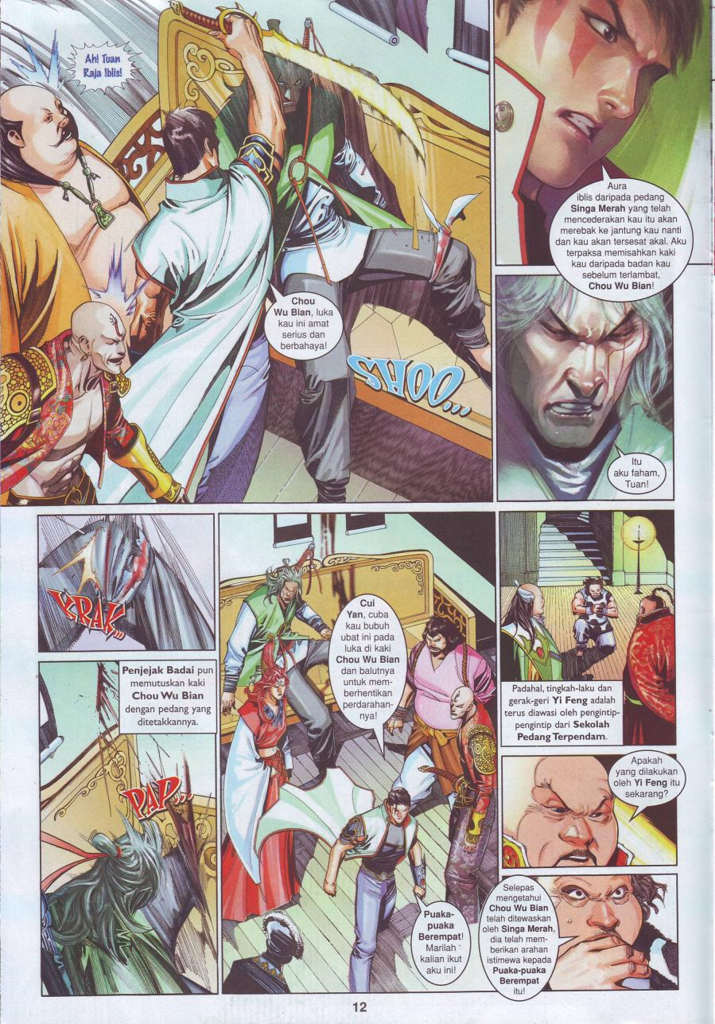 Ah! Tuan
Raja Iblis!
Chou
Wu Bian, luka
kau ini amat
serius dan
berbahaya!
SHOO...
Aura
iblis daripada pedang
Singa Merah yang telah
mencederakan kau itu akan
merebak ke jantung kau nanti
dan kau akan tersesat akal. Aku
terpaksa memisahkan kaki
kau daripada badan kau
sebelum terlambat,
Chou Wu Bian!
Itu
aku faham,
Tuan!
KRAK...
Penjejak Badai pun
memutuskan kaki
Chou Wu Bian
dengan pedang yang
ditetakkannya.
PAP...
Cui
Yan, cuba
kau bubuh
ubat ini pada
luka di kaki
Chou Wu Bian
dan balutnya
untuk mem-
berhentikan
perdarahan-
nya!
Puaka-
puaka
Berempat!
Marilah
kalian ikut
aku ini!
Padahal, tingkah-laku dan
gerak-geri Yi Feng adalah
terus diawasi oleh pengintip-
pengintip dari Sekolah
Pedang Terpendam.
Apakah
yang dilakukan
oleh Yi Feng itu
sekarang?
Selepas
mengetahui
Chou Wu Bian
telah ditewaskan
oleh Singa Merah,
dia telah mem-
berikan arahan
istimewa kepada
Puaka-puaka
Berempat
itu!
12